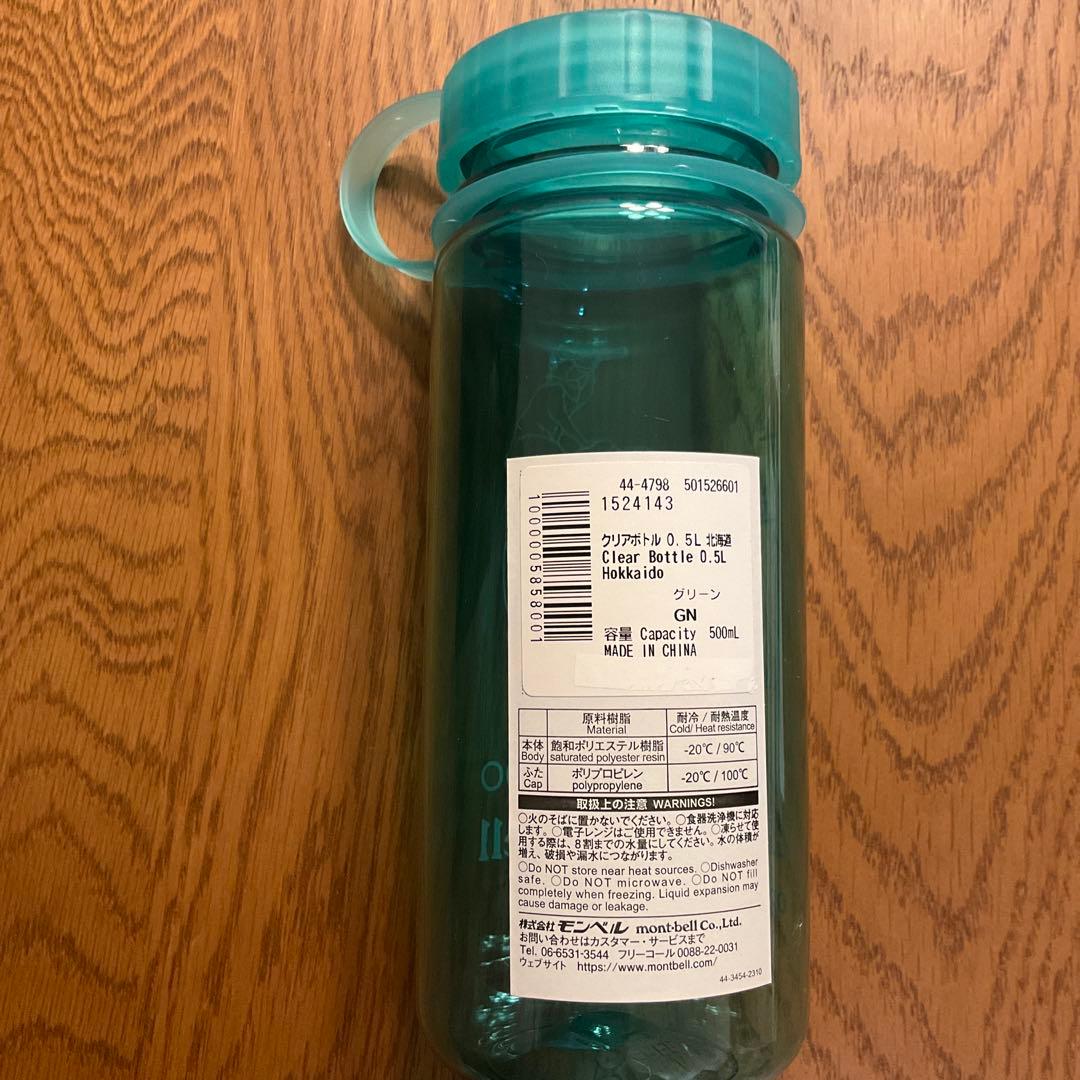 44-4798 501526601
1524143
1000005858001
クリアボトル 0.5L 北海道
Clear Bottle 0.5L
Hokkaido
グリーン
GN
容量 Capacity 500mL
MADE IN CHINA
原料樹脂 耐冷/耐熱温度
Material Cold/ Heat resistance
本体 飽和ポリエステル樹脂 -20℃/90℃
Body saturated polyester resin
ふた ポリプロピレン -20℃/100℃
Cap polypropylene
取扱上の注意 WARNINGS!
○火のそばに置かないでください。○食器洗浄機に対応
します。○電子レンジはご使用できません。○凍らせて使
用する際は、8割までの水量にしてください。水の体積が
増え、破損や漏水につながります。
○Do NOT store near heat sources. ○Dishwasher
safe. ○Do NOT microwave. ○Do NOT fill
completely when freezing. Liquid expansion may
cause damage or leakage.
株式会社 モンベル mont-bell Co.,Ltd.
お問い合わせはカスタマー・サービスまで
Tel. 06-6531-3544 フリーコール 0088-22-0031
ウェブサイト https://www.montbell.com/
44-3454-2310